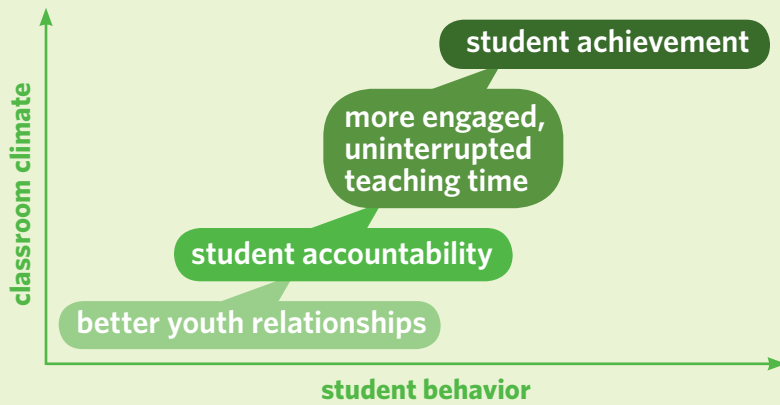 student achievement
more engaged,
uninterrupted
teaching time
student accountability
better youth relationships
classroom climate
student behavior